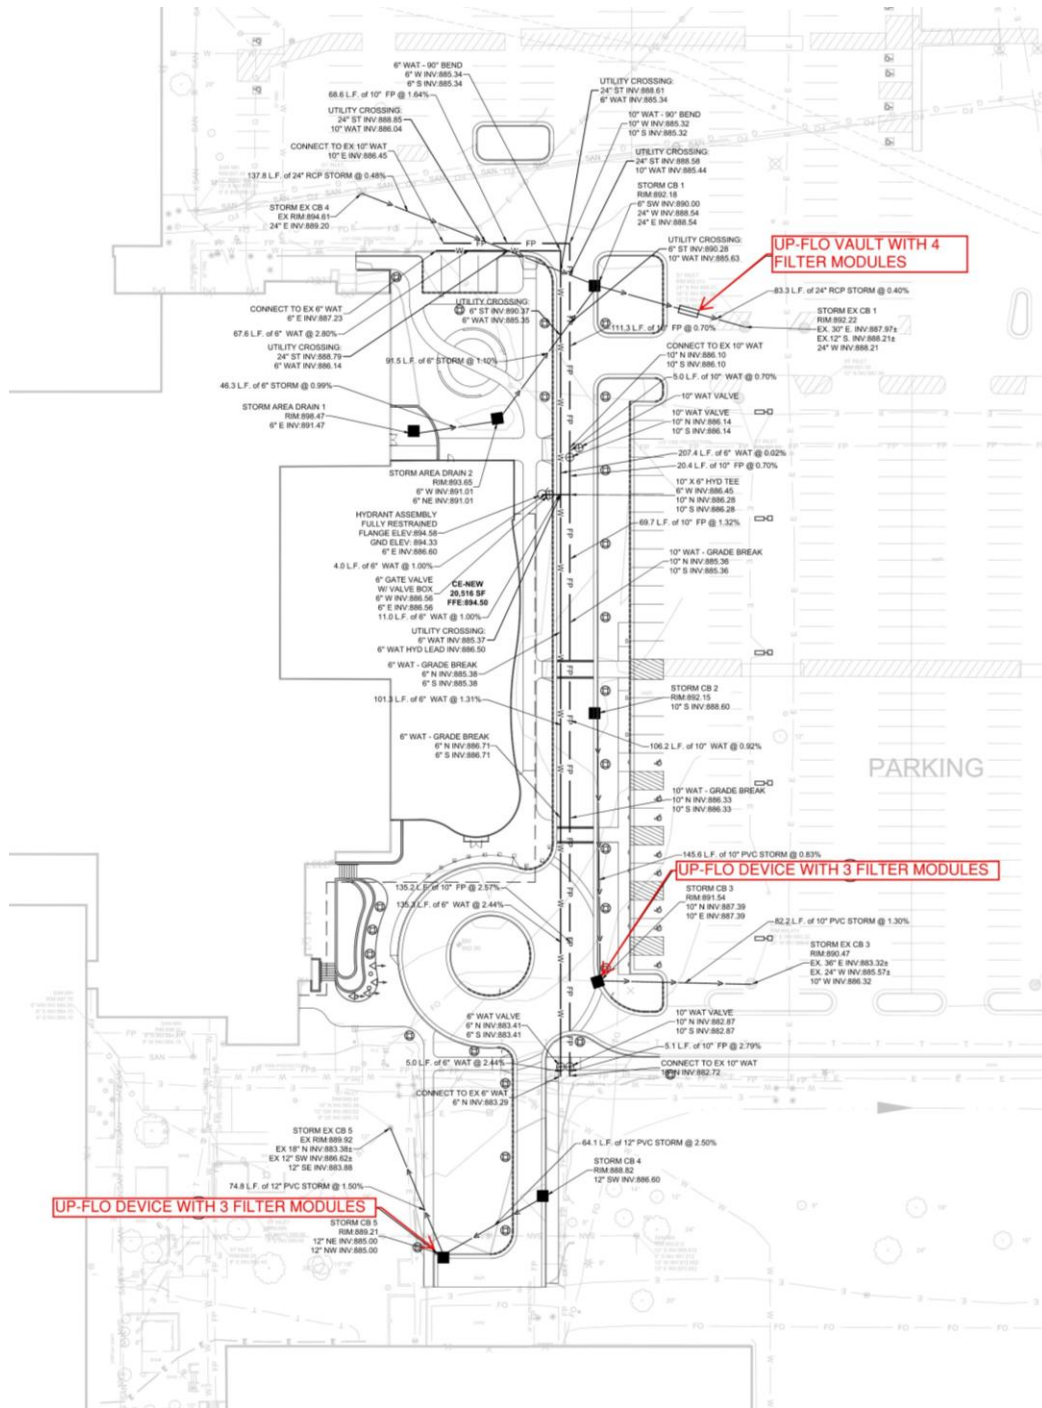 6" WAT - 90° BEND
6" W INV:885.34
6" S INV:885.34
68.6 L.F. of 10" FP @ 1.64%
UTILITY CROSSING:
24" ST INV:888.85
10" WAT INV:886.04
CONNECT TO EX 10" WAT
10" E INV:886.45
137.8 L.F. of 24" RCP STORM @ 0.48%
STORM EX CB 4
EX RIM:894.61
24" E INV:889.20
UTILITY CROSSING:
24" ST INV:888.61
6" WAT INV:885.34
10" WAT - 90° BEND
10" W INV:885.32
10" S INV:885.32
UTILITY CROSSING:
24" ST INV:888.58
10" WAT INV:885.44
STORM CB 1
RIM:892.18
6" SW INV:890.00
24" W INV:888.54
24" E INV:888.54
UTILITY CROSSING:
6" ST INV:890.28
10" WAT INV:885.63
UP-FLO VAULT WITH 4
FILTER MODULES
83.3 L.F. of 24" RCP STORM @ 0.40%
STORM EX CB 1
RIM:892.22
EX. 30" E. INV:887.97±
EX.12" S. INV:888.21±
24" W INV:888.21
CONNECT TO EX 6" WAT
6" E INV:887.23
67.6 L.F. of 6" WAT @ 2.80%
UTILITY CROSSING:
24" ST INV:888.79
6" WAT INV:886.14
UTILITY CROSSING:
6" ST INV:890.37
6" WAT INV:885.35
111.3 L.F. of 10" FP @ 0.70%
91.5 L.F. of 6" STORM @ 1.10%
46.3 L.F. of 6" STORM @ 0.99%
STORM AREA DRAIN 1
RIM:898.47
6" E INV:891.47
CONNECT TO EX 10" WAT
10" N INV:886.10
10" S INV:886.10
5.0 L.F. of 10" WAT @ 0.70%
10" WAT VALVE
10" WAT VALVE
10" N INV:886.14
10" S INV:886.14
207.4 L.F. of 6" WAT @ 0.02%
20.4 L.F. of 10" FP @ 0.70%
STORM AREA DRAIN 2
RIM:893.65
6" W INV:891.01
6" NE INV:891.01
10" X 6" HYD TEE
6" W INV:886.45
10" N INV:886.28
10" S INV:886.28
HYDRANT ASSEMBLY
FULLY RESTRAINED
FLANGE ELEV:894.58
GND ELEV: 894.33
6" E INV:886.60
69.7 L.F. of 10" FP @ 1.32%
4.0 L.F. of 6" WAT @ 1.00%
10" WAT - GRADE BREAK
10" N INV:885.36
10" S INV:885.36
6" GATE VALVE
W/ VALVE BOX
6" W INV:886.56
6" E INV:886.56
11.0 L.F. of 6" WAT @ 1.00%
CE-NEW
20,516 SF
FFE:894.50
UTILITY CROSSING:
6" WAT INV:885.37
6" WAT HYD LEAD INV:886.50
6" WAT - GRADE BREAK
6" N INV:885.38
6" S INV:885.38
101.3 L.F. of 6" WAT @ 1.31%
STORM CB 2
RIM:892.15
10" S INV:888.60
6" WAT - GRADE BREAK
6" N INV:886.71
6" S INV:886.71
106.2 L.F. of 10" WAT @ 0.92%
PARKING
10" WAT - GRADE BREAK
10" N INV:886.33
10" S INV:886.33
145.6 L.F. of 10" PVC STORM @ 0.83%
UP-FLO DEVICE WITH 3 FILTER MODULES
135.2 L.F. of 10" FP @ 2.57%
135.3 L.F. of 6" WAT @ 2.44%
STORM CB 3
RIM:891.54
10" N INV:887.39
10" E INV:887.39
82.2 L.F. of 10" PVC STORM @ 1.30%
STORM EX CB 3
RIM:890.47
EX. 36" E INV:883.32±
EX. 24" W INV:885.57±
10" W INV:886.32
6" WAT VALVE
6" N INV:883.41
6" S INV:883.41
10" WAT VALVE
10" N INV:882.87
10" S INV:882.87
5.1 L.F. of 10" FP @ 2.79%
5.0 L.F. of 6" WAT @ 2.44%
CONNECT TO EX 10" WAT
10" N INV:882.72
CONNECT TO EX 6" WAT
6" N INV:883.29
STORM EX CB 5
EX RIM:889.92
EX 18" N INV:883.38±
EX 12" SW INV:886.62±
12" SE INV:883.88
64.1 L.F. of 12" PVC STORM @ 2.50%
STORM CB 4
RIM:888.82
12" SW INV:886.60
74.8 L.F. of 12" PVC STORM @ 1.50%
UP-FLO DEVICE WITH 3 FILTER MODULES
STORM CB 5
RIM:889.21
12" NE INV:885.00
12" NW INV:885.00